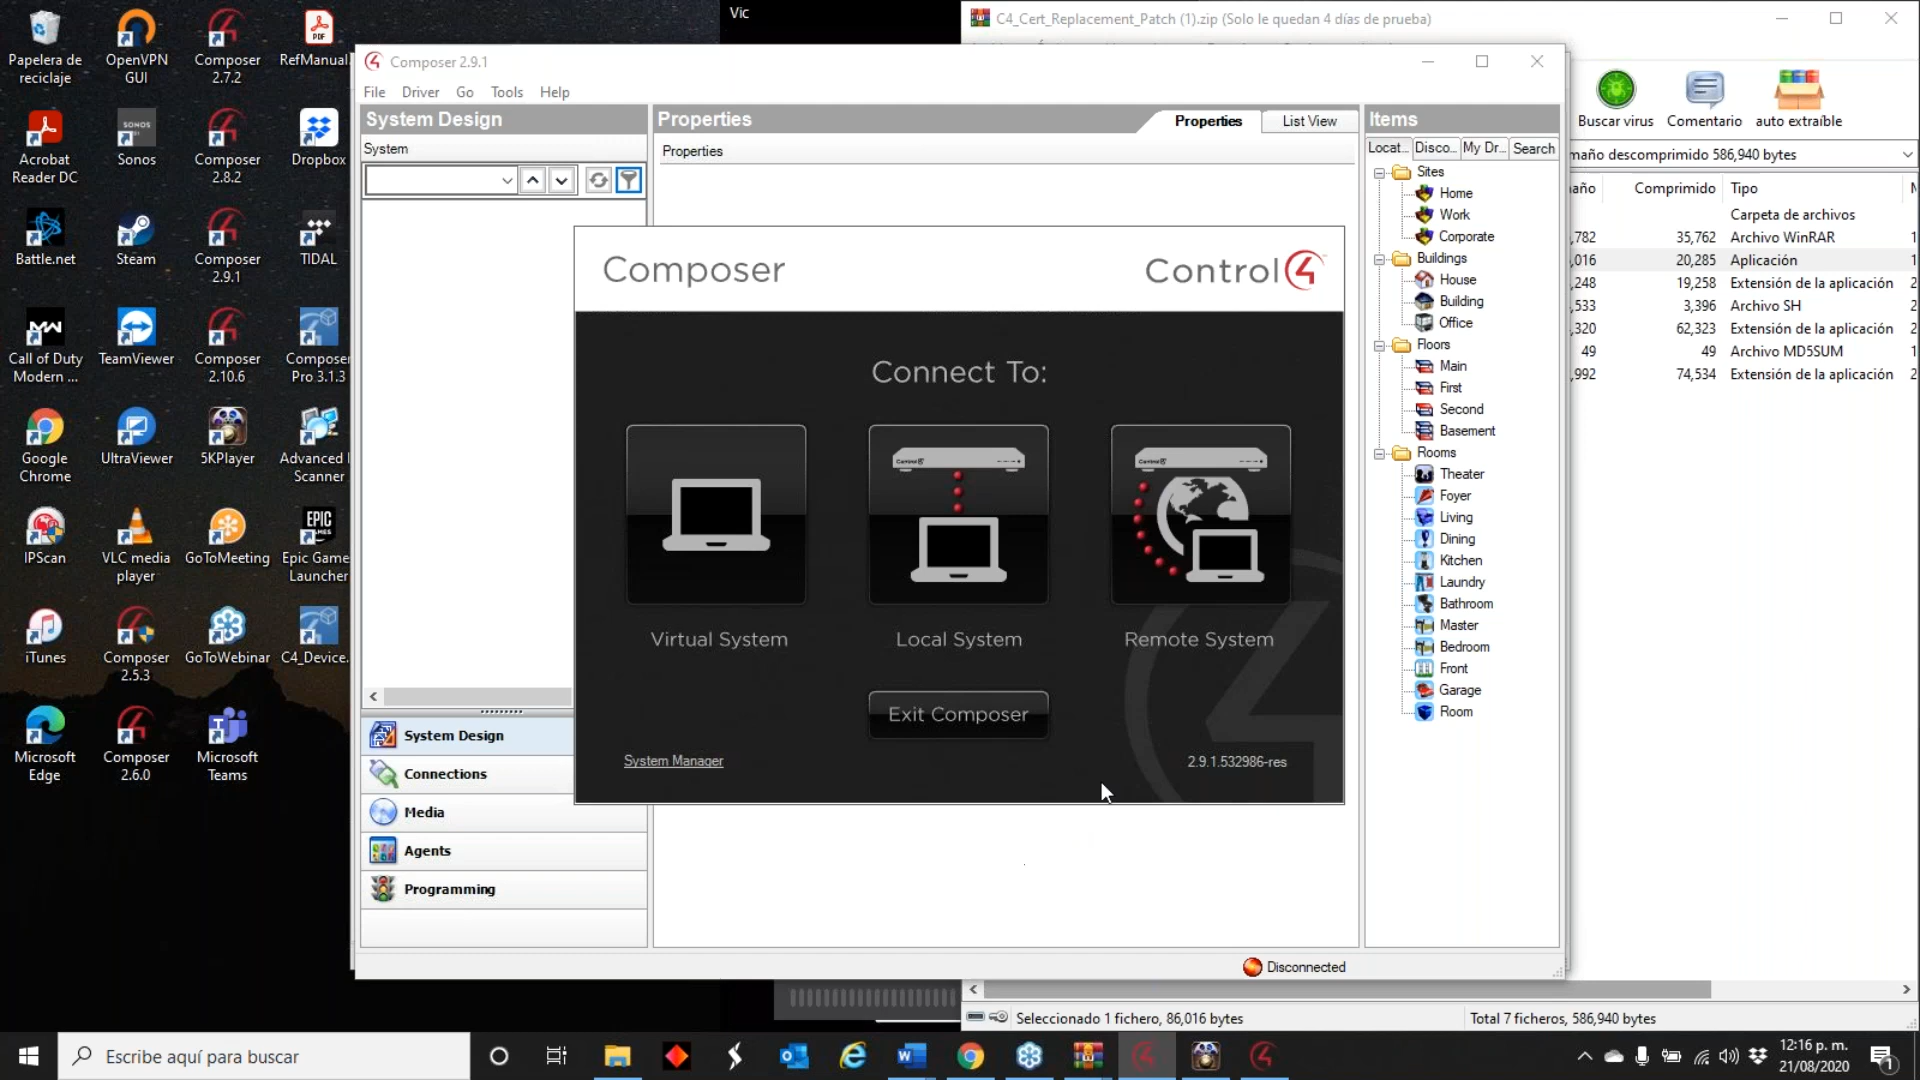 Vic
C4_Cert_Replacement_Patch (1).zip (Solo le quedan 4 días de prueba)
Papelera de reciclaje
OpenVPN GUI
Composer 2.7.2
RefManual.
Acrobat Reader DC
Sonos
SONOS
Composer 2.8.2
Dropbox
Battle.net
Steam
Composer 2.9.1
TIDAL
Call of Duty Modern ...
TeamViewer
Composer 2.10.6
Composer Pro 3.1.3
Google Chrome
UltraViewer
5KPlayer
Advanced I Scanner
IPScan
VLC media player
GoToMeeting
EPIC GAMES
Epic Game Launcher
iTunes
Composer 2.5.3
GoToWebinar
C4_Device.
Microsoft Edge
Composer 2.6.0
Microsoft Teams
Composer 2.9.1
File Driver Go Tools Help
System Design
System
System Design
Connections
Media
Agents
Programming
Properties
Properties List View
Properties
Composer
Control4
Connect To:
Virtual System
Local System
Remote System
Exit Composer
System Manager
2.9.1.532986-res
Disconnected
Items
Locat... Disco... My Dr... Search
Sites
Home
Work
Corporate
Buildings
House
Building
Office
Floors
Main
First
Second
Basement
Rooms
Theater
Foyer
Living
Dining
Kitchen
Laundry
Bathroom
Master
Bedroom
Front
Garage
Room
Buscar virus
Comentario
auto extraíble
maño descomprimido 586,940 bytes
año Comprimido Tipo
Carpeta de archivos
,782 35,762 Archivo WinRAR 1
,016 20,285 Aplicación 1
,248 19,258 Extensión de la aplicación 2
,533 3,396 Archivo SH 2
,320 62,323 Extensión de la aplicación 2
49 49 Archivo MD5SUM 1
,992 74,534 Extensión de la aplicación 2
Seleccionado 1 fichero, 86,016 bytes
Total 7 ficheros, 586,940 bytes
Escribe aquí para buscar
12:16 p. m.
21/08/2020
1